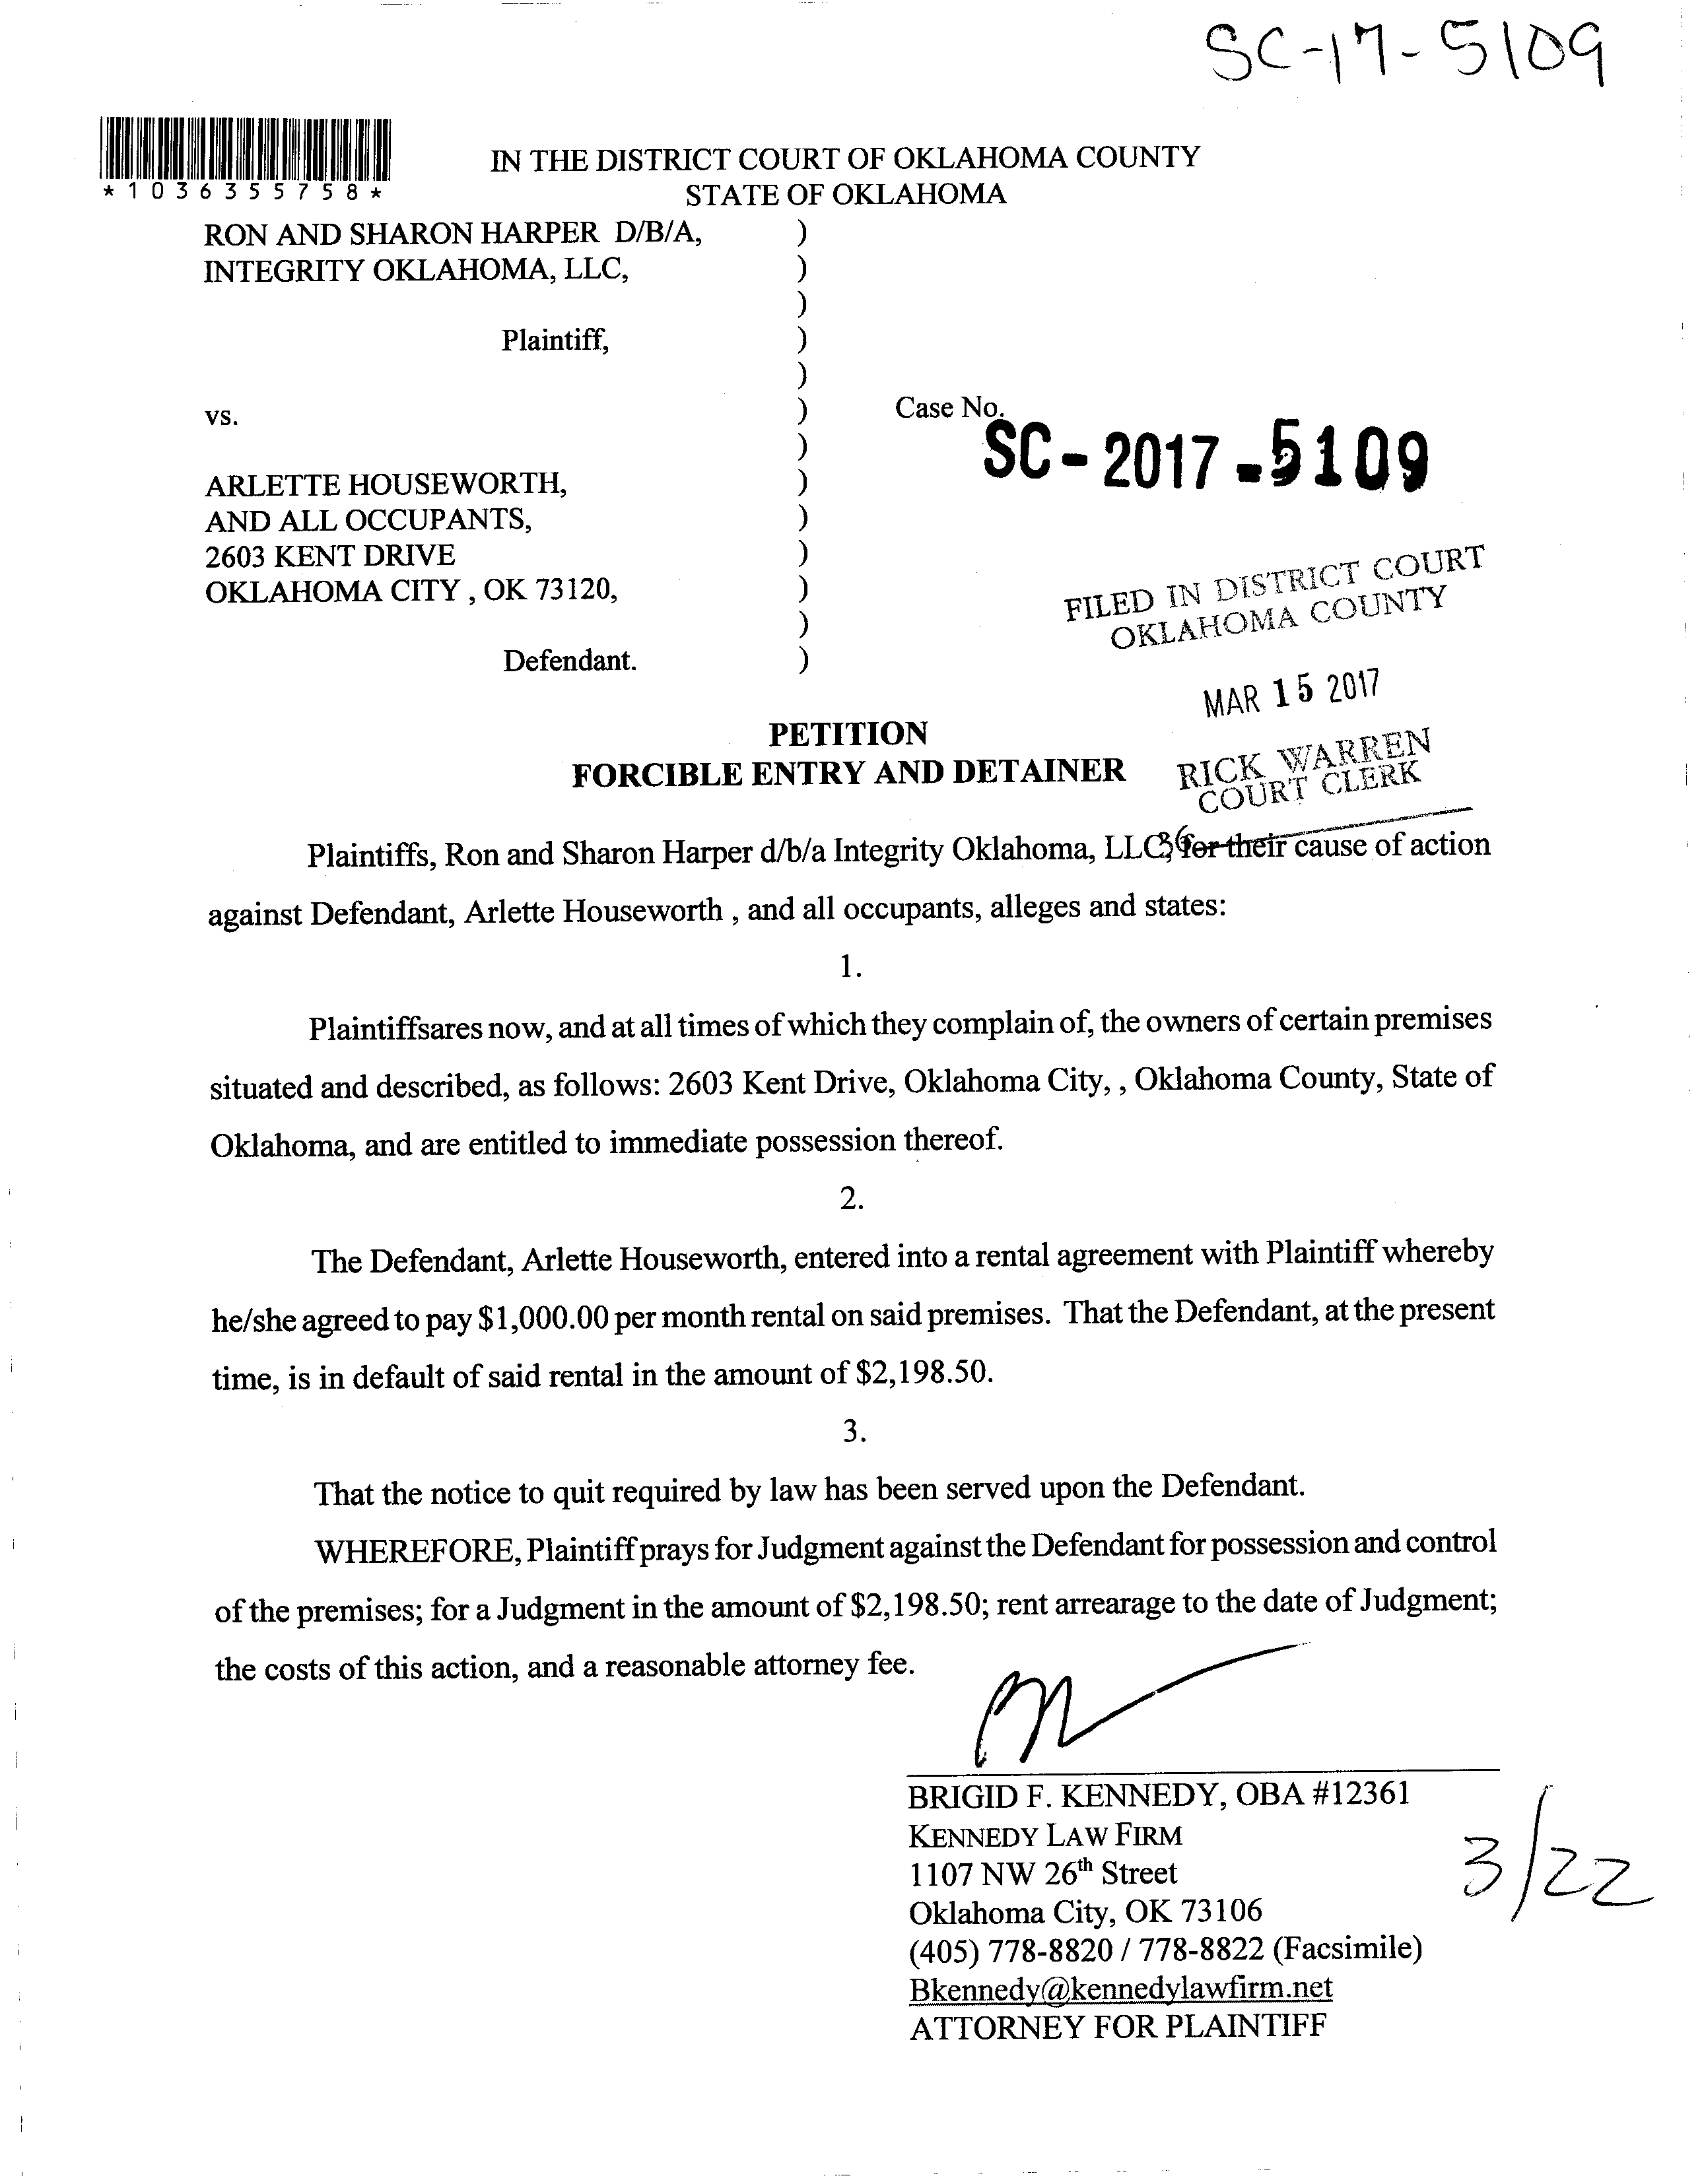 SC-17-5109
*1036355758*
IN THE DISTRICT COURT OF OKLAHOMA COUNTY
STATE OF OKLAHOMA
RON AND SHARON HARPER D/B/A, )
INTEGRITY OKLAHOMA, LLC, )
)
Plaintiff, )
)
vs. ) Case No.
) SC-2017-5109
ARLETTE HOUSEWORTH, )
AND ALL OCCUPANTS, )
2603 KENT DRIVE )
OKLAHOMA CITY , OK 73120, )
)
Defendant. )
FILED IN DISTRICT COURT
OKLAHOMA COUNTY
MAR 15 2017
RICK WARREN
COURT CLERK
PETITION
FORCIBLE ENTRY AND DETAINER
Plaintiffs, Ron and Sharon Harper d/b/a Integrity Oklahoma, LLC, for their cause of action
against Defendant, Arlette Houseworth , and all occupants, alleges and states:
1.
Plaintiffsares now, and at all times of which they complain of, the owners of certain premises
situated and described, as follows: 2603 Kent Drive, Oklahoma City, , Oklahoma County, State of
Oklahoma, and are entitled to immediate possession thereof.
2.
The Defendant, Arlette Houseworth, entered into a rental agreement with Plaintiff whereby
he/she agreed to pay $1,000.00 per month rental on said premises. That the Defendant, at the present
time, is in default of said rental in the amount of $2,198.50.
3.
That the notice to quit required by law has been served upon the Defendant.
WHEREFORE, Plaintiff prays for Judgment against the Defendant for possession and control
of the premises; for a Judgment in the amount of $2,198.50; rent arrearage to the date of Judgment;
the costs of this action, and a reasonable attorney fee.
BRIGID F. KENNEDY, OBA #12361
KENNEDY LAW FIRM
1107 NW 26th Street
Oklahoma City, OK 73106
(405) 778-8820 / 778-8822 (Facsimile)
Bkennedy@kennedylawfirm.net
ATTORNEY FOR PLAINTIFF
3/22